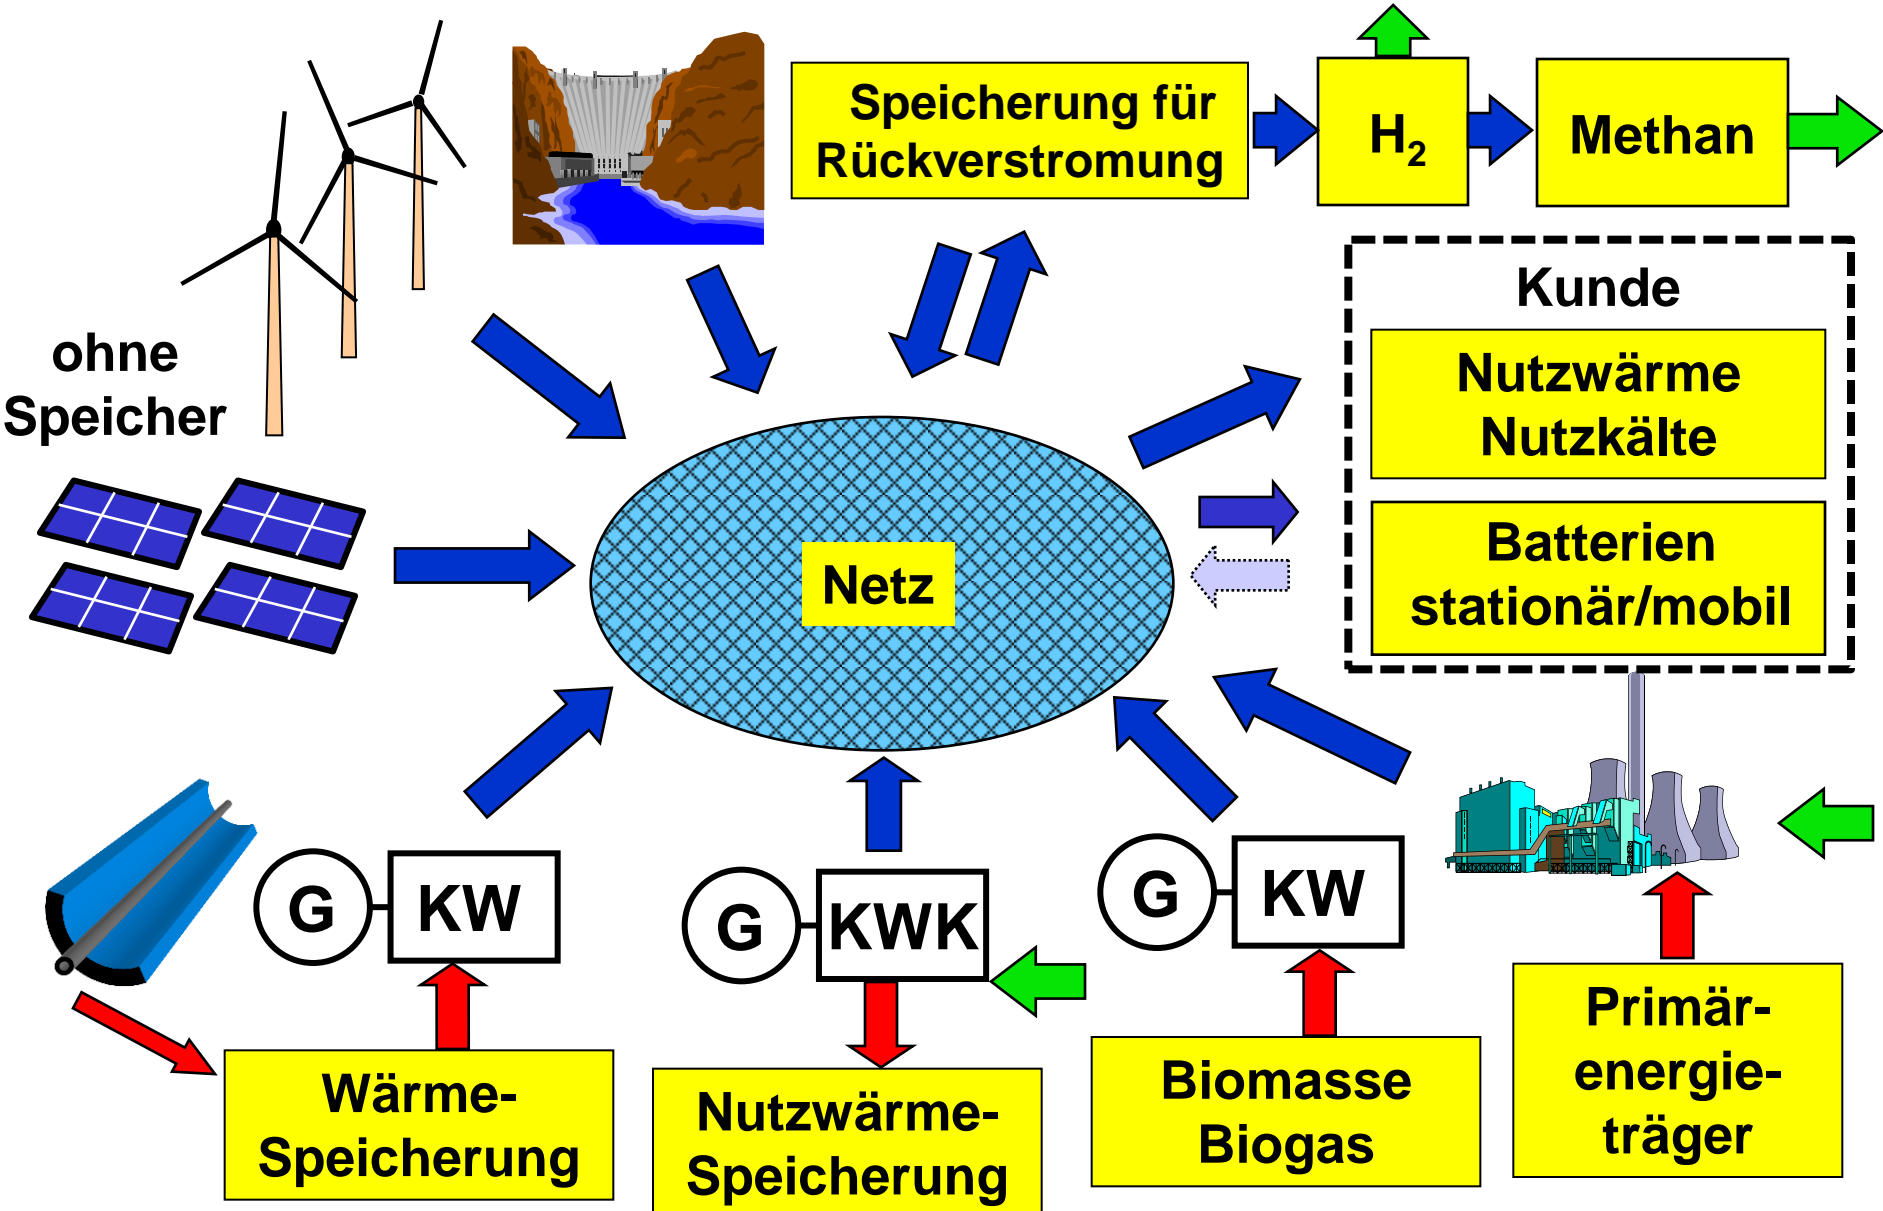 Speicherung für
Rückverstromung
H₂
Methan
Kunde
Nutzwärme
Nutzkälte
Batterien
stationär/mobil
ohne
Speicher
Netz
G
KW
G
KWK
G
KW
Wärme-
Speicherung
Nutzwärme-
Speicherung
Biomasse
Biogas
Primär-
energie-
träger